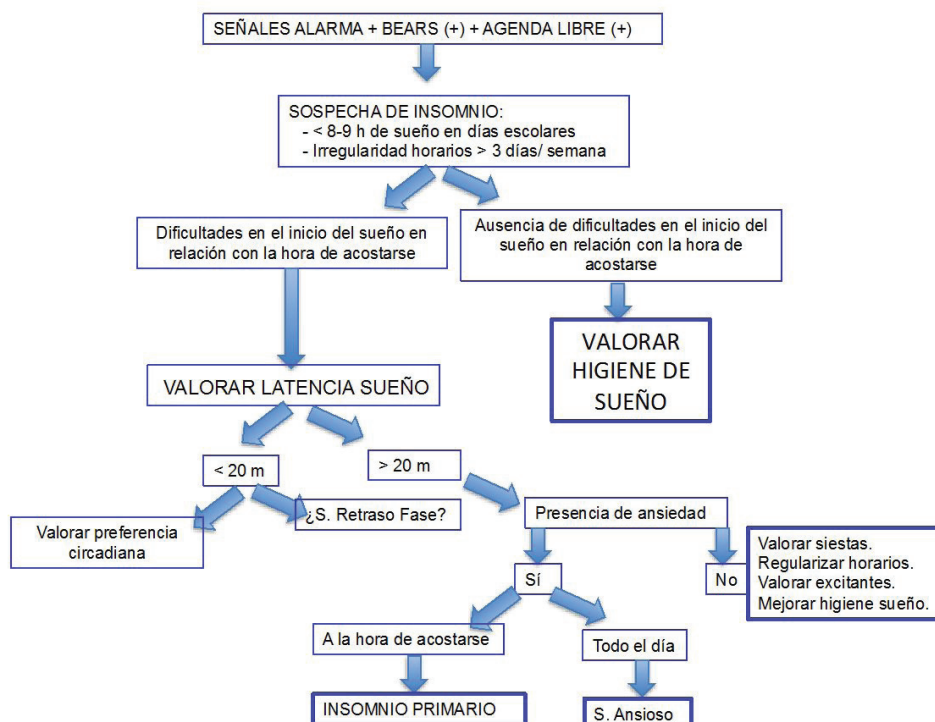 SEÑALES ALARMA + BEARS (+) + AGENDA LIBRE (+)
SOSPECHA DE INSOMNIO:
- < 8-9 h de sueño en días escolares
- Irregularidad horarios > 3 días/ semana
Dificultades en el inicio del sueño en
relación con la hora de acostarse
Ausencia de dificultades en el inicio del
sueño en relación con la hora de
acostarse
VALORAR
HIGIENE DE
SUEÑO
VALORAR LATENCIA SUEÑO
< 20 m
> 20 m
Valorar preferencia
circadiana
¿S. Retraso Fase?
Presencia de ansiedad
Sí
No
Valorar siestas.
Regularizar horarios.
Valorar excitantes.
Mejorar higiene sueño.
A la hora de acostarse
Todo el día
INSOMNIO PRIMARIO
S. Ansioso